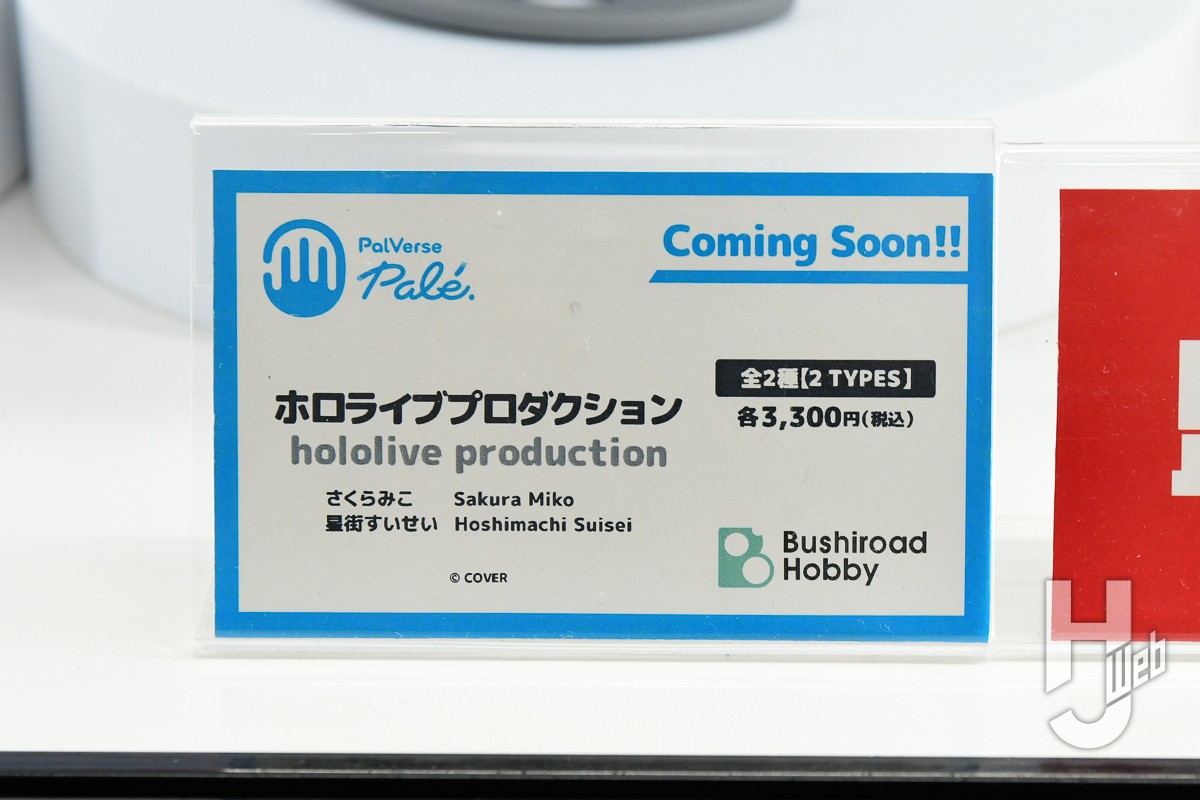 PalVerse
Palé.
Coming Soon!!
ホロライブプロダクション
hololive production
全2種【2 TYPES】
各3,300円(税込)
さくらみこ Sakura Miko
星街すいせい Hoshimachi Suisei
© COVER
Bushiroad
Hobby
HJ Web